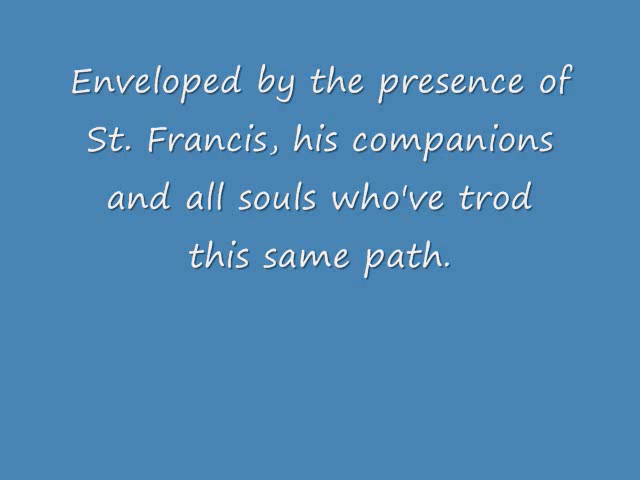 Enveloped by the presence of
St. Francis, his companions
and all souls who've trod
this same path.